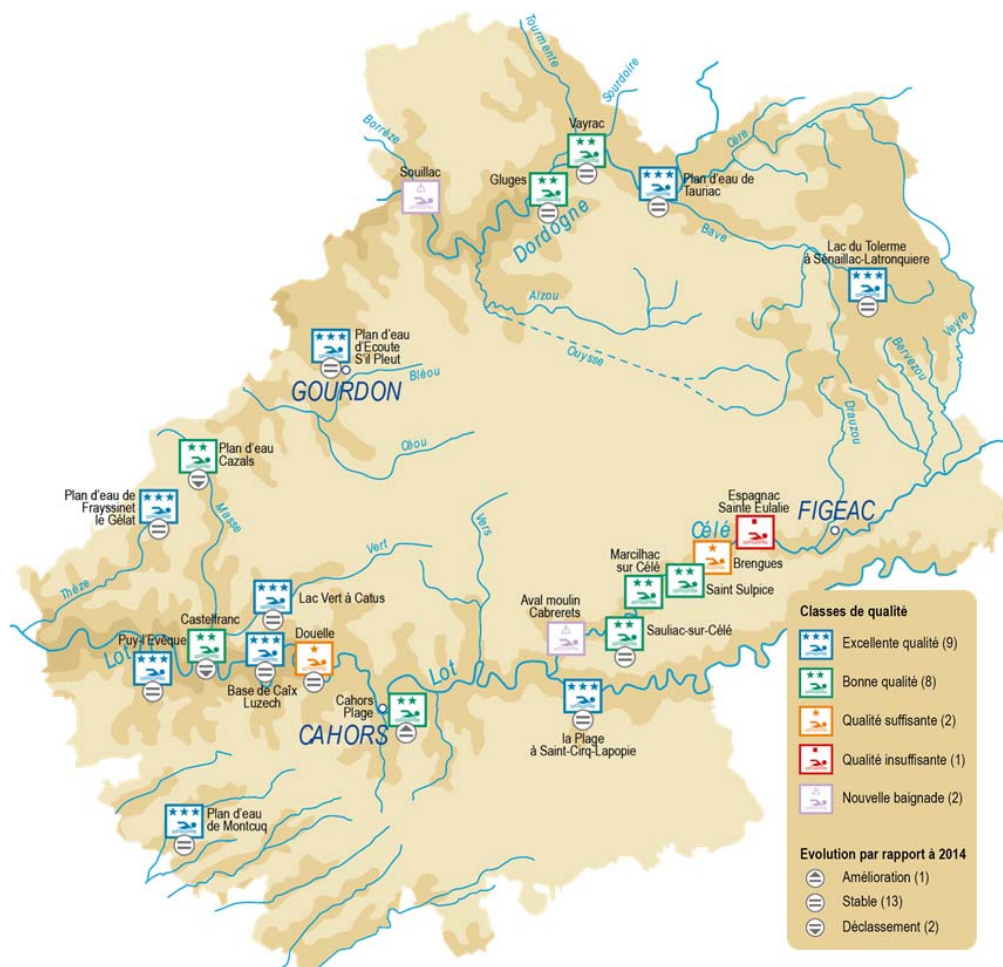 Tourmente
Sourdoire
Vayrac
Borrèze
Souillac
Gluges
Cère
Plan d'eau de
Tauriac
Dordogne
Bave
Lac du Tolerme
à Sénaillac-Latronquiere
Alzou
Veyre
Bervezou
Ouysse
Plan d'eau
d'Ecoute
S'il Pleut
Bléou
GOURDON
Drauzou
Céou
Plan d'eau
Cazals
Plan d'eau de
Frayssinet
le Gélat
Masse
Vers
Espagnac
Sainte Eulalie
FIGEAC
Célé
Brengues
Marcilhac
sur Célé
Saint Sulpice
Vert
Thèze
Lac Vert à Catus
Aval moulin
Cabrerets
Sauliac-sur-Célé
Castelfranc
Puy-l'Evêque
Douelle
Lot
Base de Caïx
Luzech
Lot
Cahors
Plage
CAHORS
la Plage
à Saint-Cirq-Lapopie
Plan d'eau
de Montcuq
Classes de qualité
Excellente qualité (9)
Bonne qualité (8)
Qualité suffisante (2)
Qualité insuffisante (1)
Nouvelle baignade (2)
Evolution par rapport à 2014
Amélioration (1)
Stable (13)
Déclassement (2)